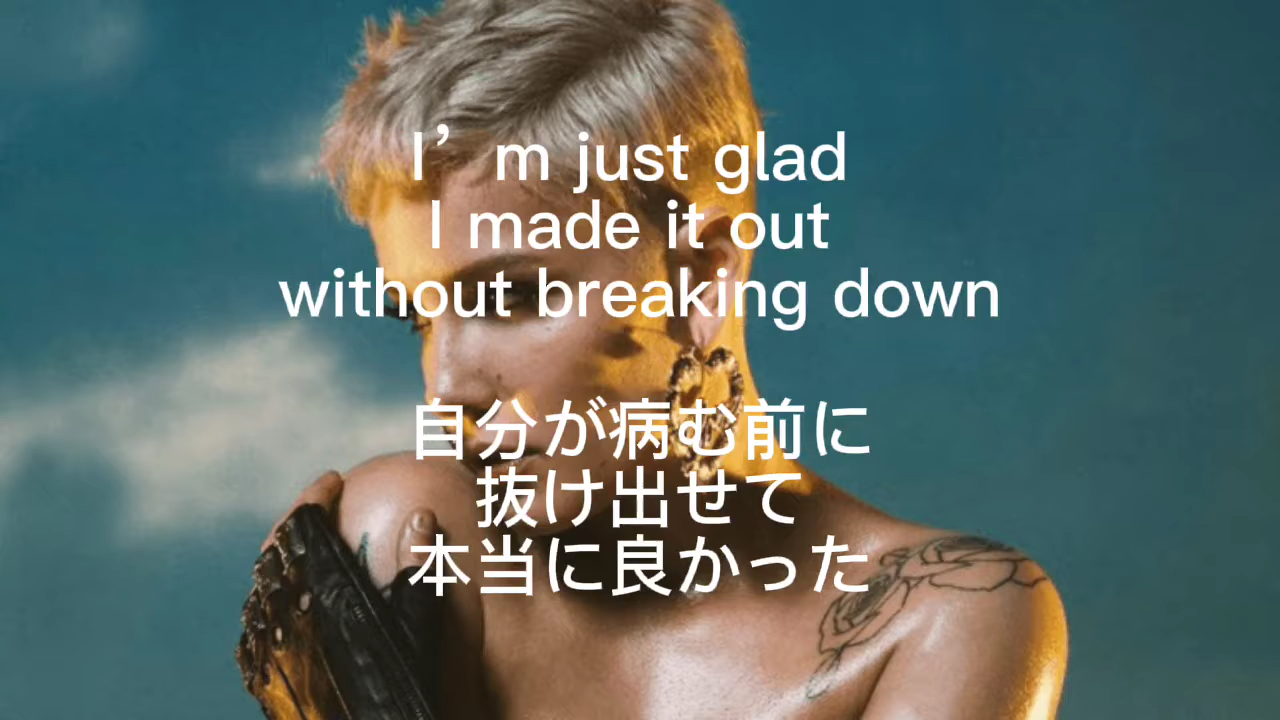 I’m just glad
I made it out
without breaking down
自分が病む前に
抜け出せて
本当に良かった